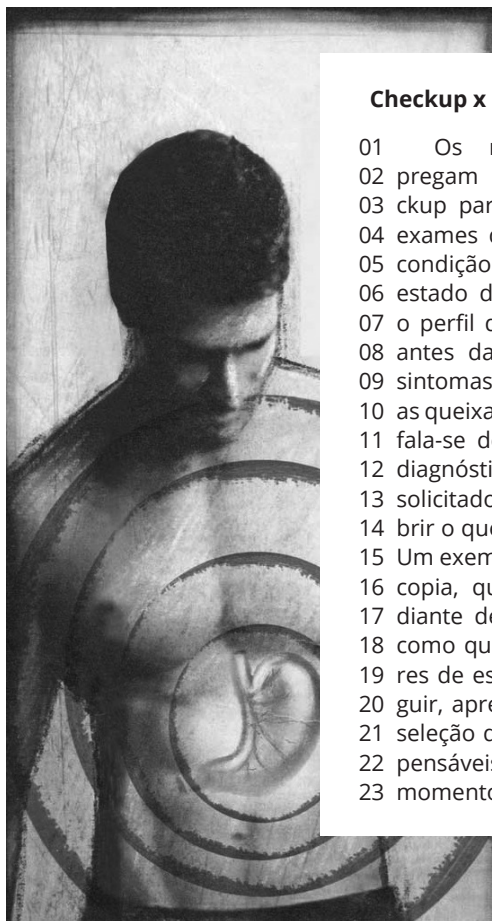 Checkup x
01 Os
02 pregam
03 ckup par
04 exames
05 condição
06 estado d
07 o perfil
08 antes da
09 sintomas
10 as queixa
11 fala-se d
12 diagnósti
13 solicitado
14 brir o que
15 Um exem
16 copia, qu
17 diante de
18 como qu
19 res de es
20 guir, apre
21 seleção
22 pensáveis
23 momento